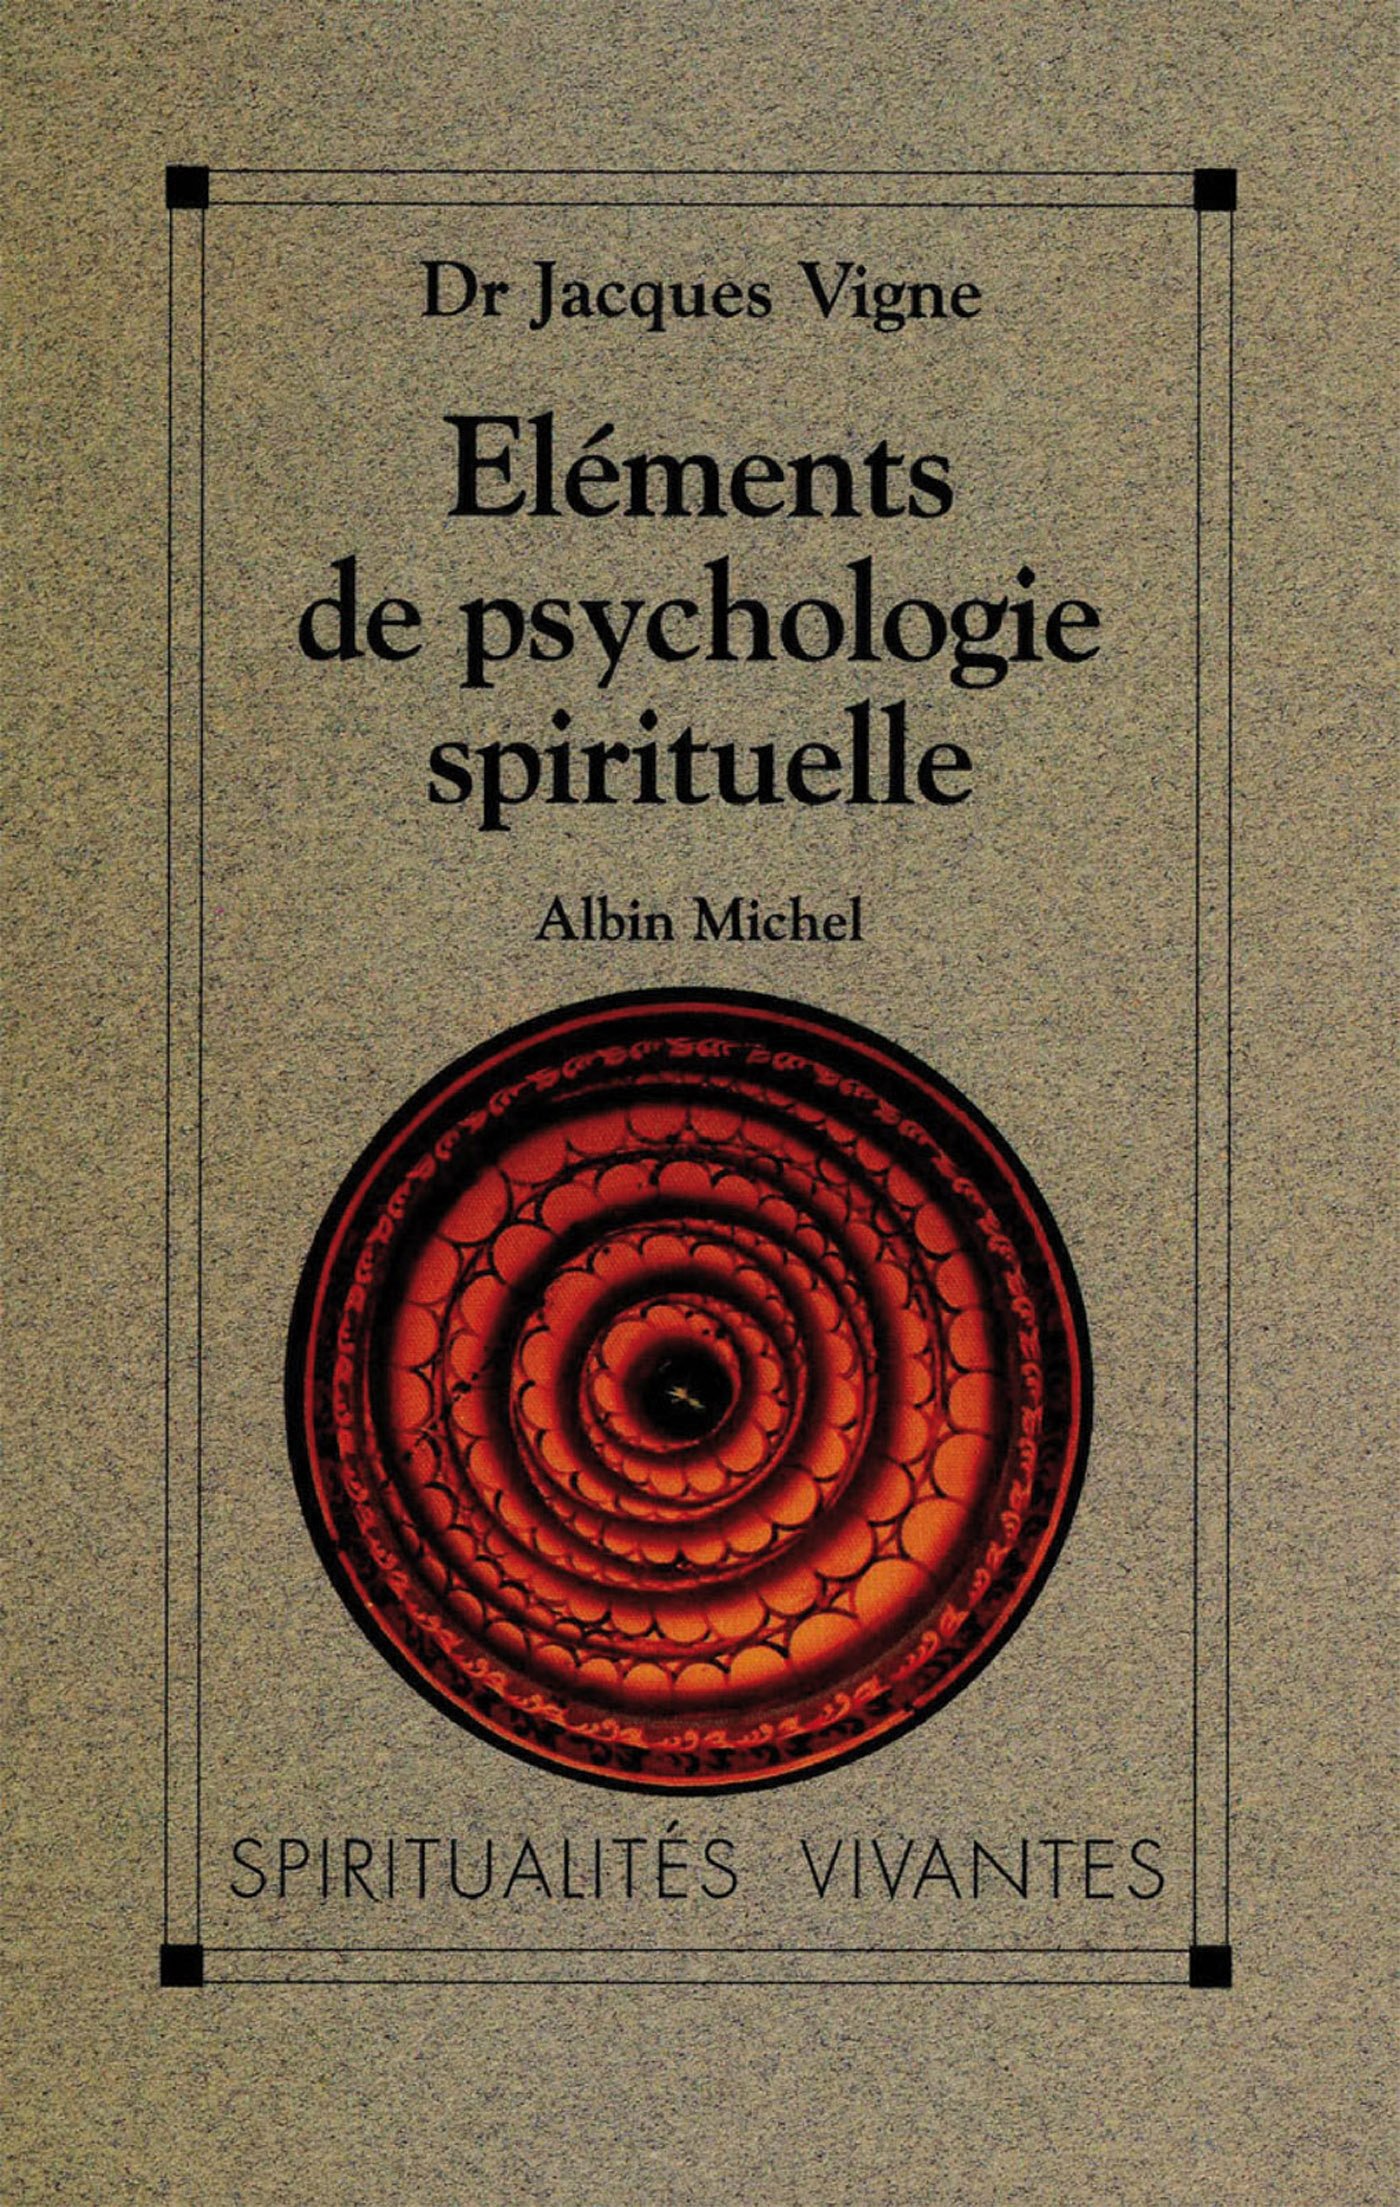 Dr Jacques Vigne
Eléments
de psychologie
spirituelle
Albin Michel
SPIRITUALITÉS VIVANTES